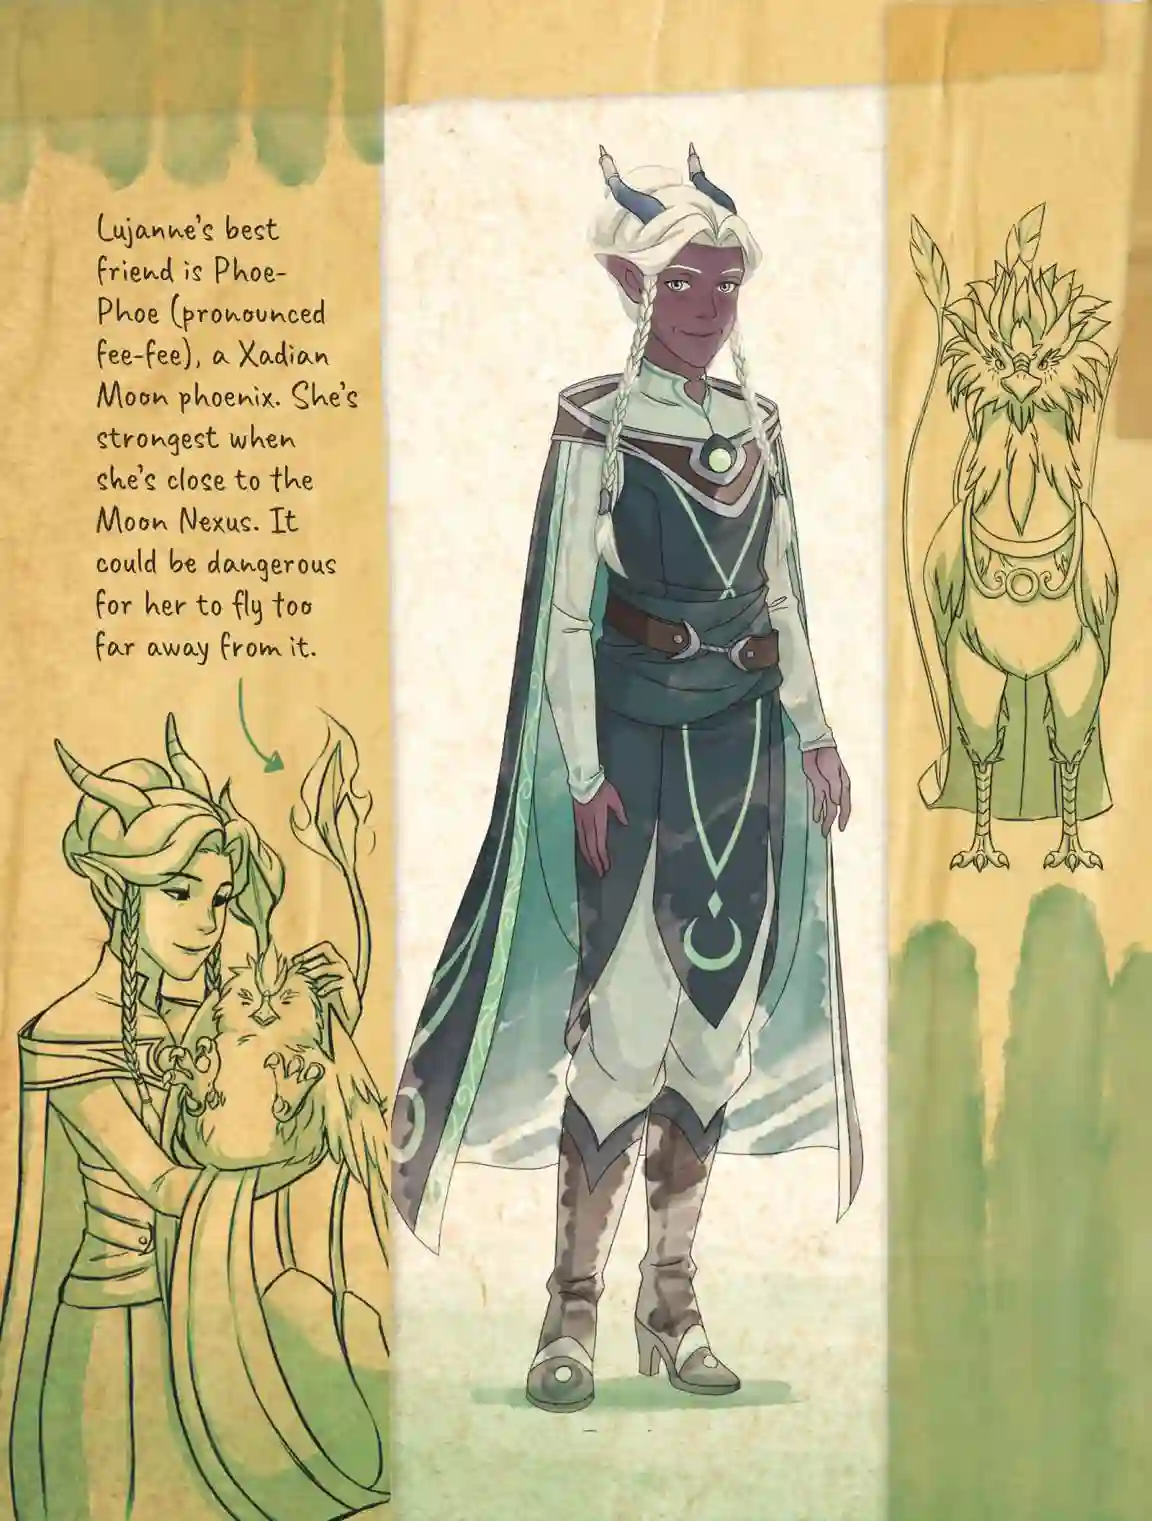 Lujanne's best
friend is Phoe-
Phoe (pronounced
fee-fee), a Xadian
Moon phoenix. She's
strongest when
she's close to the
Moon Nexus. It
could be dangerous
for her to fly too
far away from it.